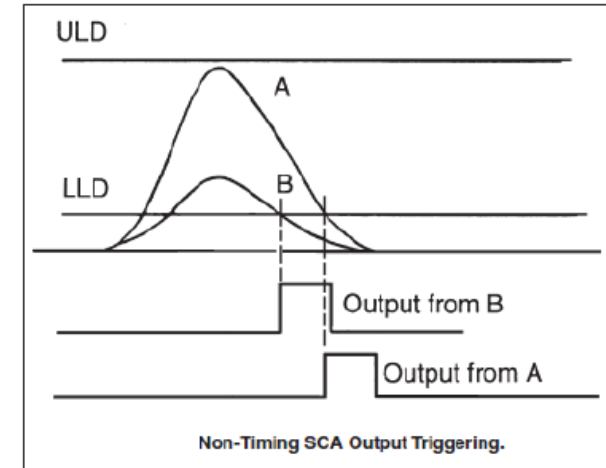 ULD
A
LLD
B
Output from B
Output from A
Non-Timing SCA Output Triggering.